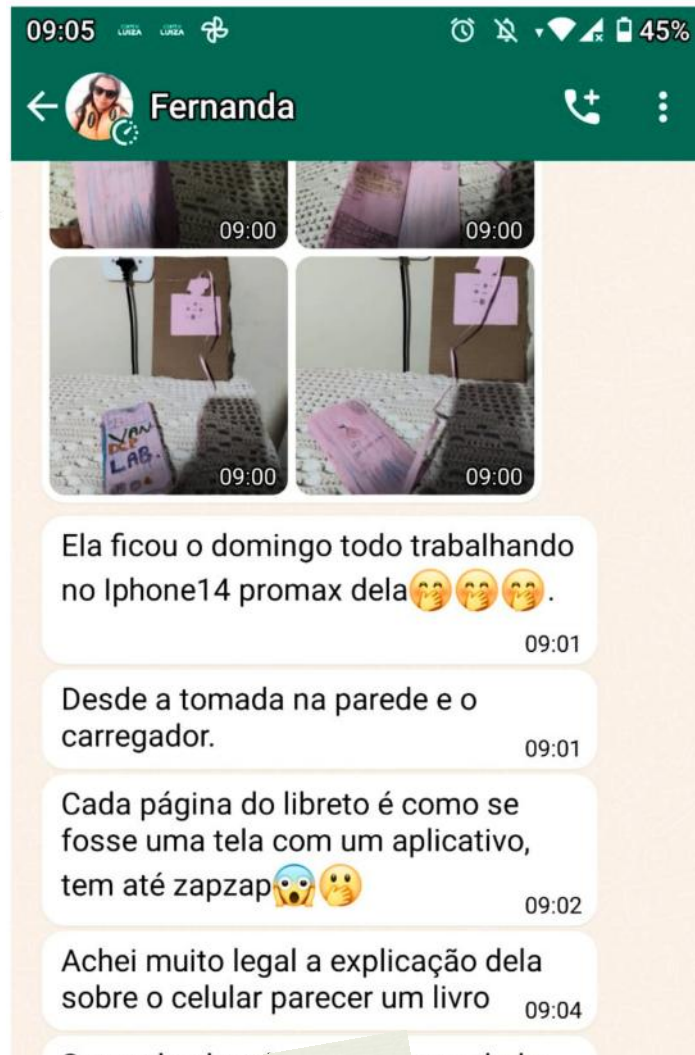 09:05 LUIZA LUIZA 45%
Fernanda
09:00 09:00
VAN
LAB.
09:00 09:00
Ela ficou o domingo todo trabalhando
no Iphone14 promax dela🤭🤭🤭.
09:01
Desde a tomada na parede e o
carregador.
09:01
Cada página do libreto é como se
fosse uma tela com um aplicativo,
tem até zapzap😱🫢
09:02
Achei muito legal a explicação dela
sobre o celular parecer um livro
09:04